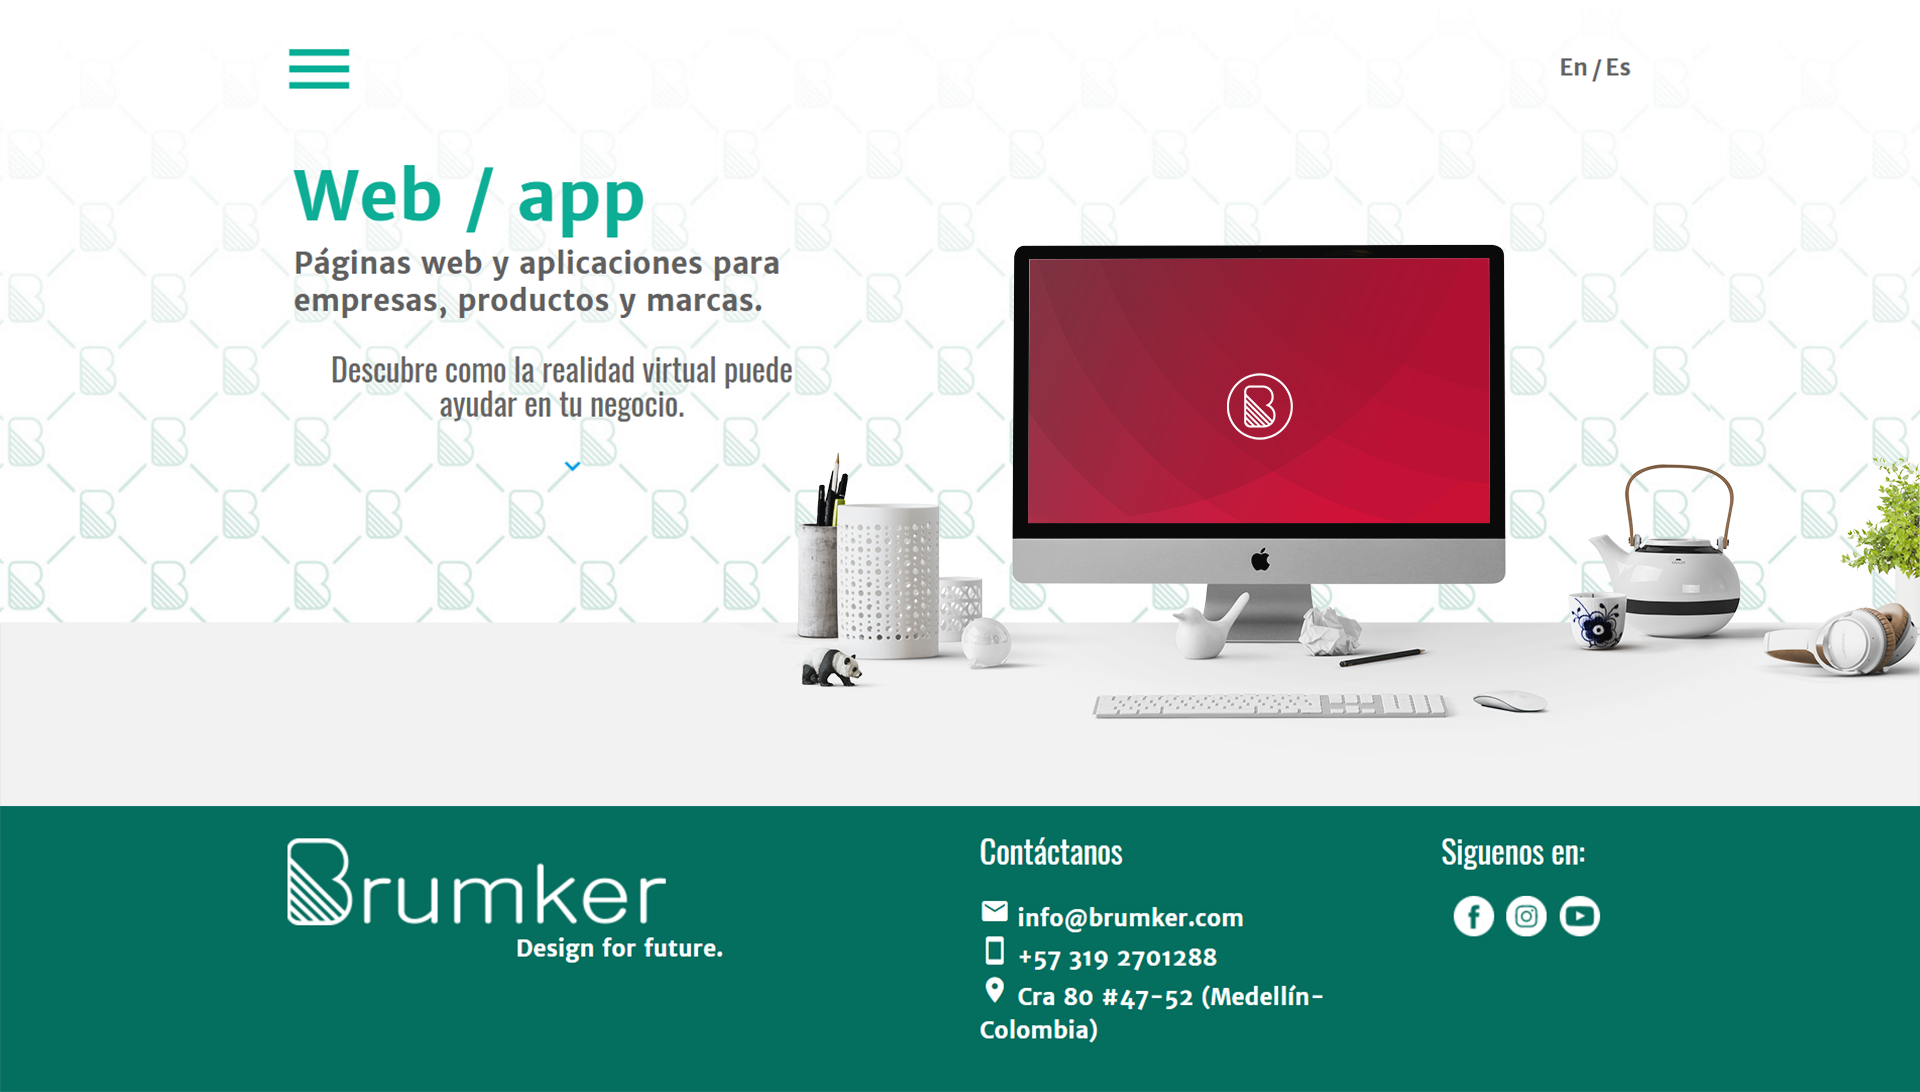 En / Es
Web / app
Páginas web y aplicaciones para
empresas, productos y marcas.
Descubre como la realidad virtual puede
ayudar en tu negocio.
Brumker
Design for future.
Contáctanos
info@brumker.com
+57 319 2701288
Cra 80 #47-52 (Medellín-
Colombia)
Siguenos en: